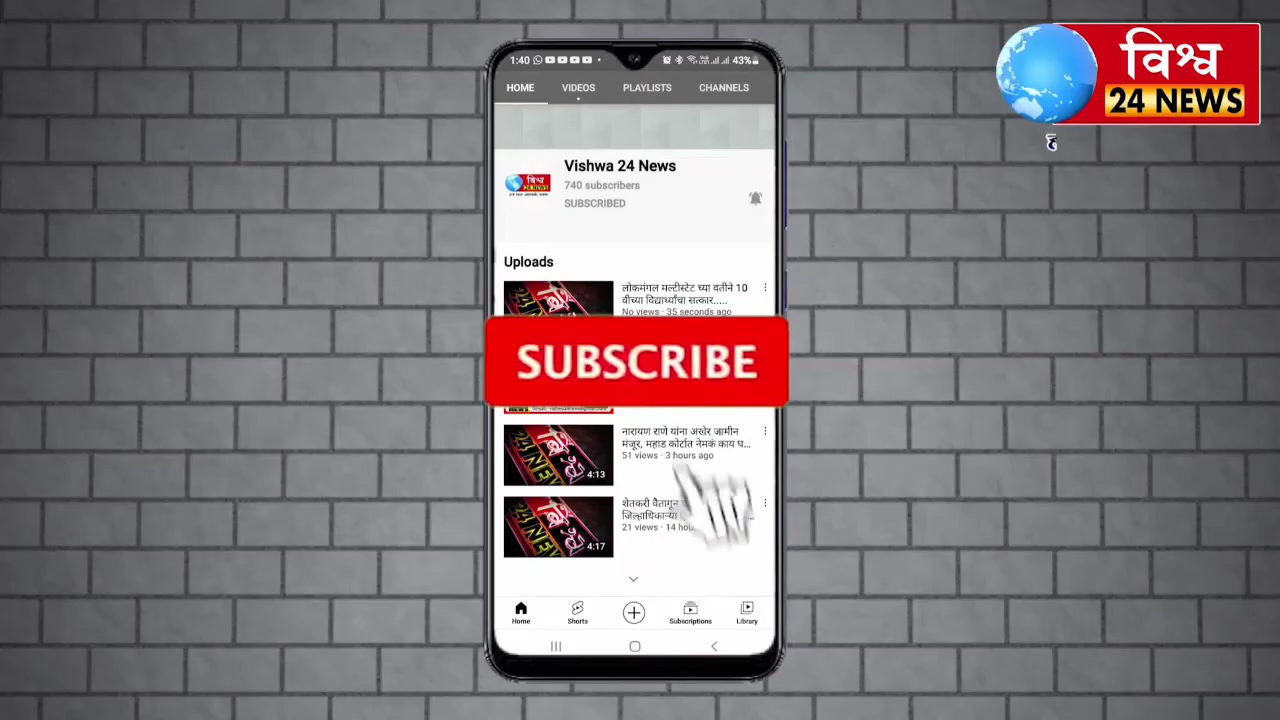 1:40
43%
विश्व
24 NEWS
HOME
VIDEOS
PLAYLISTS
CHANNELS
Vishwa 24 News
740 subscribers
SUBSCRIBED
Uploads
लोकमंगल मल्टीस्टेट च्या वतीने 10
वीच्या विद्यार्थ्यांचा सत्कार.....
No views · 35 seconds ago
SUBSCRIBE
नारायण राणे यांना अखेर जामीन
मंजूर, महाड कोर्टात नेमकं काय घ...
51 views · 3 hours ago
4:13
शेतकरी वैतागून
जिल्हाधिकाऱ्या
21 views · 14
4:17
Home
Shorts
Subscriptions
Library